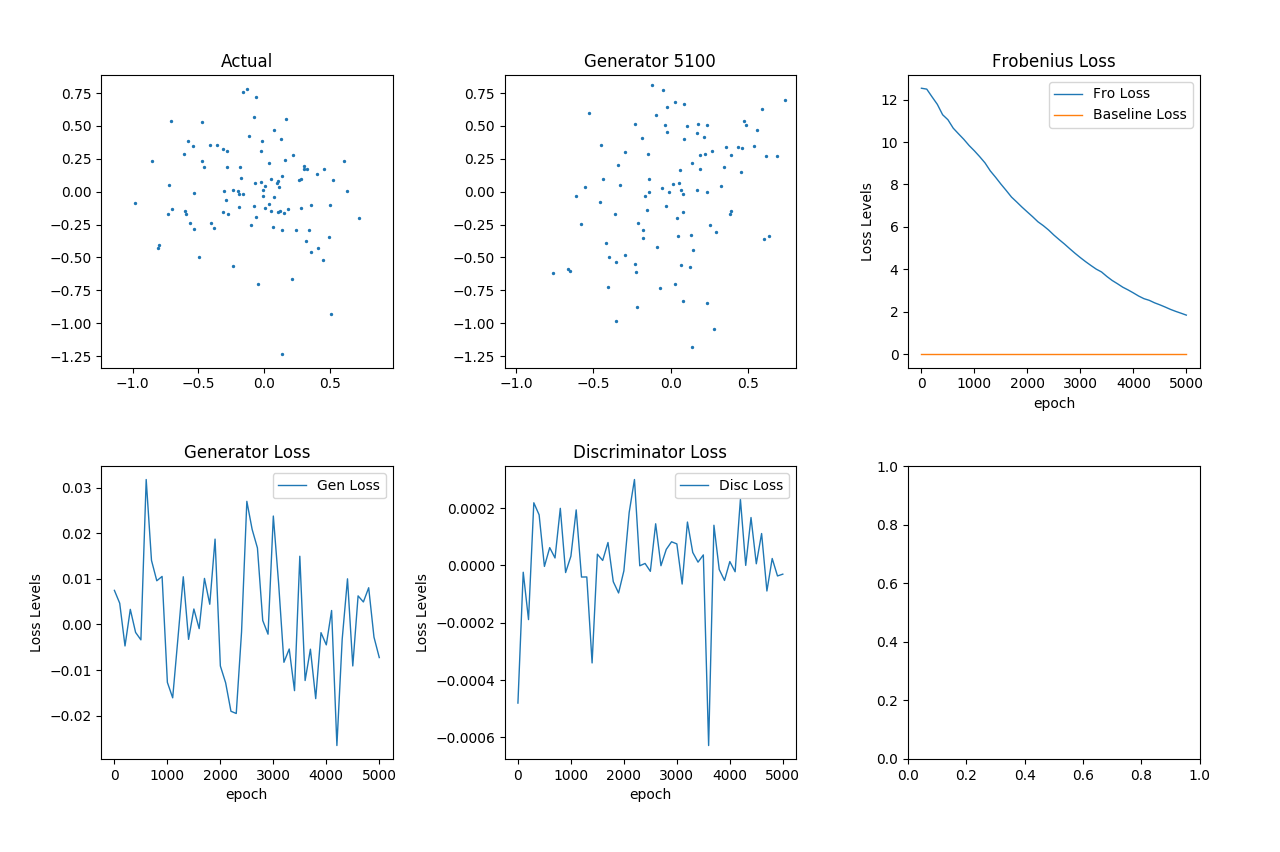 Actual
0.75
0.50
0.25
0.00
−0.25
−0.50
−0.75
−1.00
−1.25
−1.0 −0.5 0.0 0.5
Generator 5100
0.75
0.50
0.25
0.00
−0.25
−0.50
−0.75
−1.00
−1.25
−1.0 −0.5 0.0 0.5
Frobenius Loss
Fro Loss
Baseline Loss
Loss Levels
12
10
8
6
4
2
0
0 1000 2000 3000 4000 5000
epoch
Generator Loss
Gen Loss
Loss Levels
0.03
0.02
0.01
0.00
−0.01
−0.02
0 1000 2000 3000 4000 5000
epoch
Discriminator Loss
Disc Loss
Loss Levels
0.0002
0.0000
−0.0002
−0.0004
−0.0006
0 1000 2000 3000 4000 5000
epoch
1.0
0.8
0.6
0.4
0.2
0.0
0.0 0.2 0.4 0.6 0.8 1.0